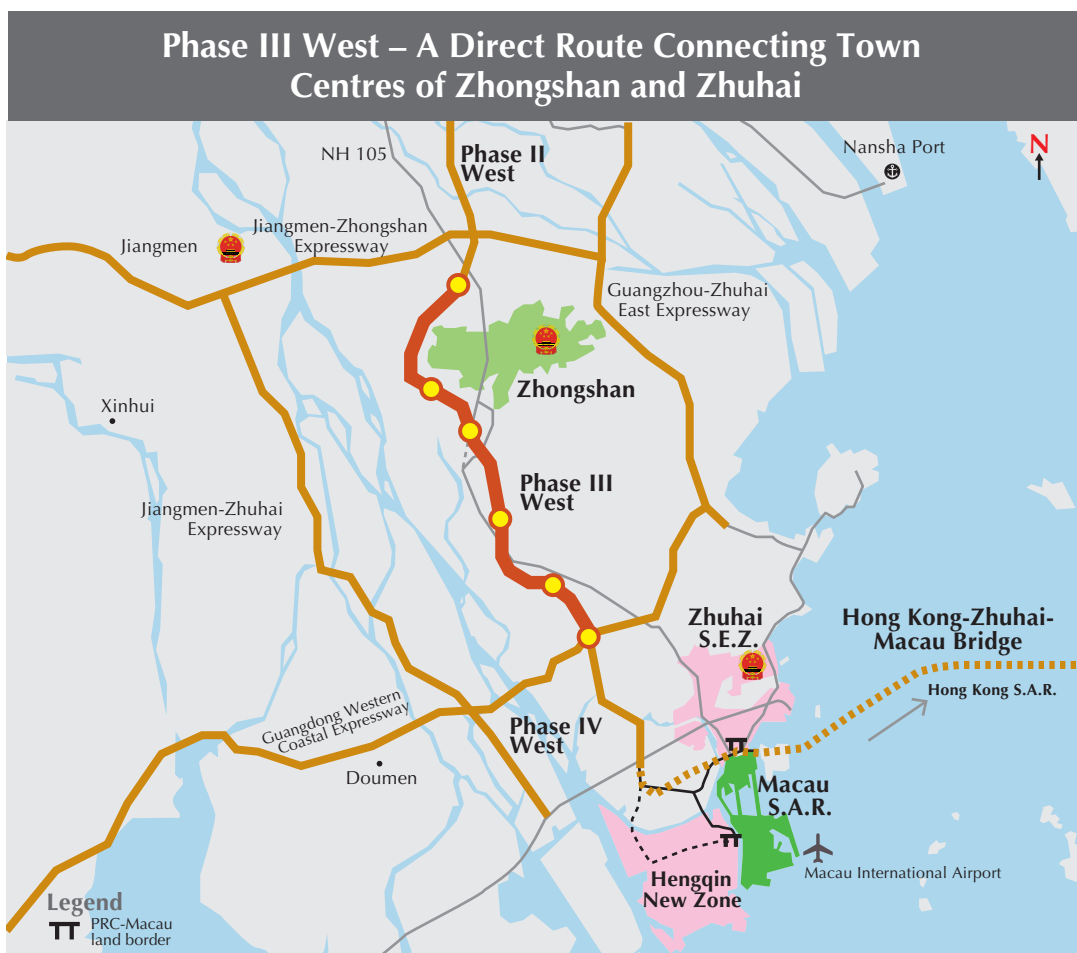 Phase III West – A Direct Route Connecting Town
Centres of Zhongshan and Zhuhai
NH 105
Phase II
West
Nansha Port
N
Jiangmen
Jiangmen-Zhongshan
Expressway
Guangzhou-Zhuhai
East Expressway
Zhongshan
Xinhui
Phase III
West
Jiangmen-Zhuhai
Expressway
Zhuhai
S.E.Z.
Hong Kong-Zhuhai-
Macau Bridge
Hong Kong S.A.R.
Guangdong Western
Coastal Expressway
Phase IV
West
Doumen
Macau
S.A.R.
Macau International Airport
Hengqin
New Zone
Legend
PRC-Macau
land border